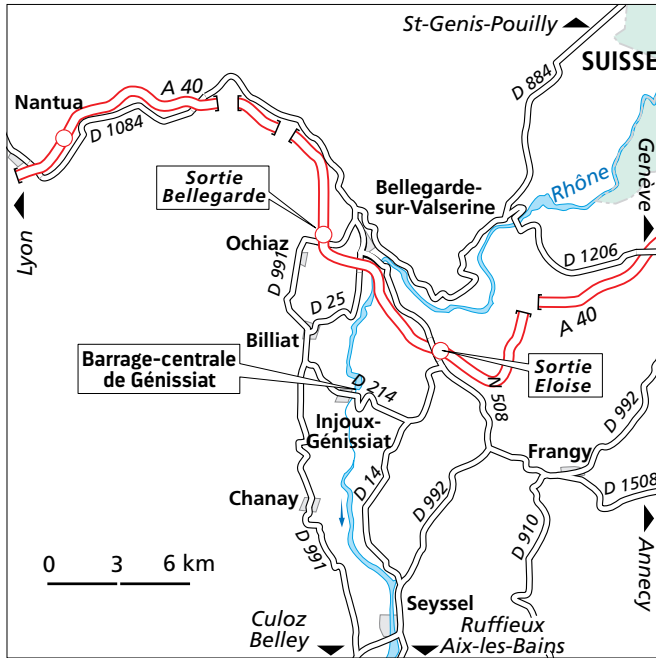 St-Genis-Pouilly
SUISSE
A 40
Nantua
D 1084
D 884
Sortie
Bellegarde
Bellegarde-
sur-Valserine
Rhône
Genève
Lyon
Ochiaz
D 991
D 1206
D 25
A 40
Billiat
Barrage-centrale
de Génissiat
D 214
Sortie
Eloise
N 508
Injoux-
Génissiat
D 992
Frangy
D 14
D 992
D 1508
Chanay
D 991
D 910
Annecy
0 3 6 km
Seyssel
Culoz
Belley
Ruffieux
Aix-les-Bains